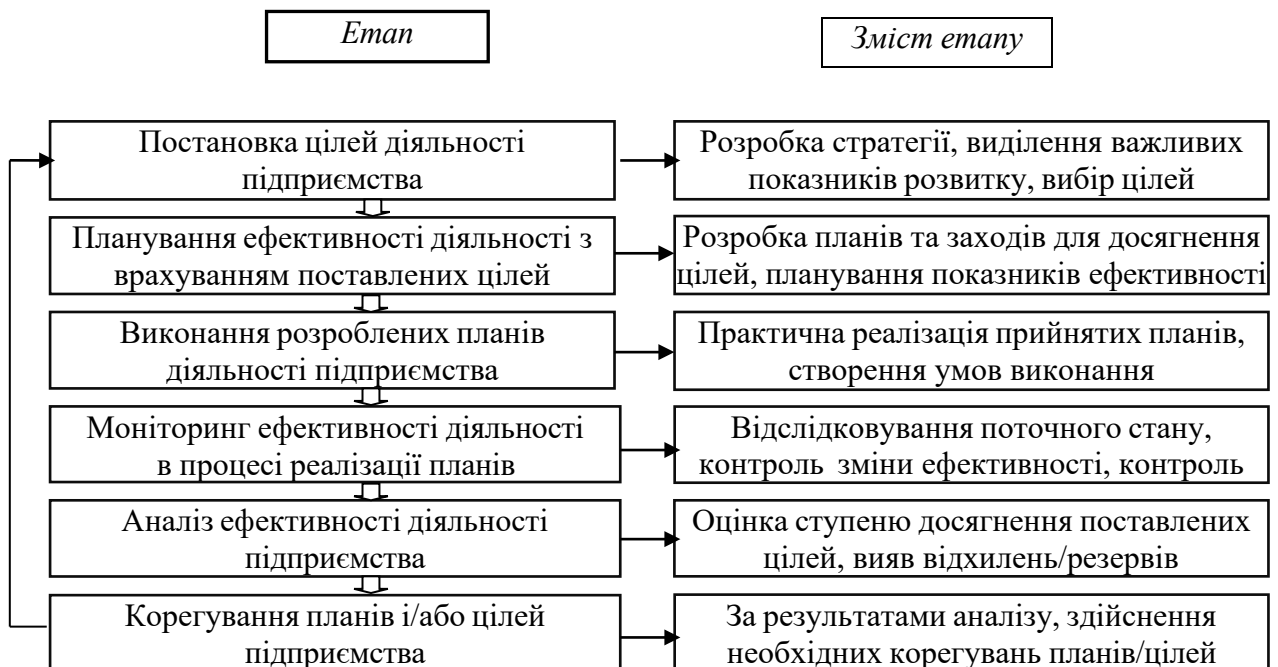 Етап
Зміст етапу
Постановка цілей діяльності
підприємства
Розробка стратегії, виділення важливих
показників розвитку, вибір цілей
Планування ефективності діяльності з
врахуванням поставлених цілей
Розробка планів та заходів для досягнення
цілей, планування показників ефективності
Виконання розроблених планів
діяльності підприємства
Практична реалізація прийнятих планів,
створення умов виконання
Моніторинг ефективності діяльності
в процесі реалізації планів
Відслідковування поточного стану,
контроль зміни ефективності, контроль
Аналіз ефективності діяльності
підприємства
Оцінка ступеню досягнення поставлених
цілей, вияв відхилень/резервів
Корегування планів і/або цілей
підприємства
За результатами аналізу, здійснення
необхідних корегувань планів/цілей